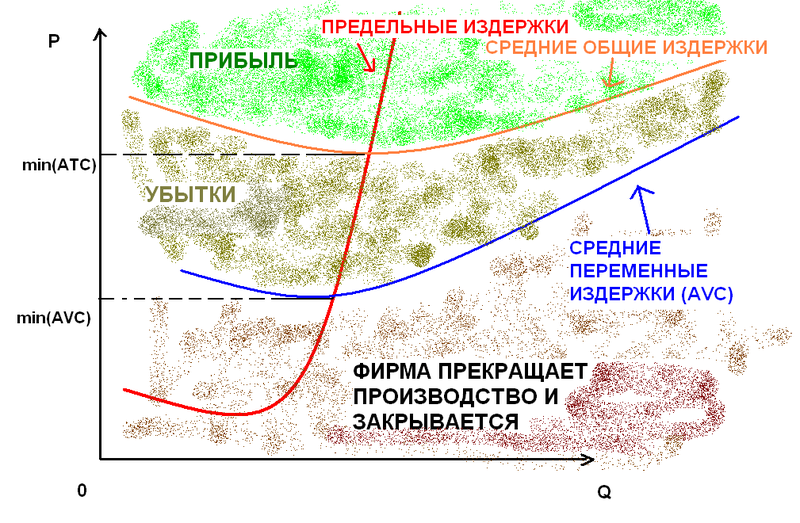 ПРЕДЕЛЬНЫЕ ИЗДЕРЖКИ
P
СРЕДНИЕ ОБЩИЕ ИЗДЕРЖКИ
ПРИБЫЛЬ
min(ATC)
УБЫТКИ
СРЕДНИЕ
ПЕРЕМЕННЫЕ
ИЗДЕРЖКИ (AVC)
min(AVC)
ФИРМА ПРЕКРАЩАЕТ
ПРОИЗВОДСТВО И
ЗАКРЫВАЕТСЯ
0
Q